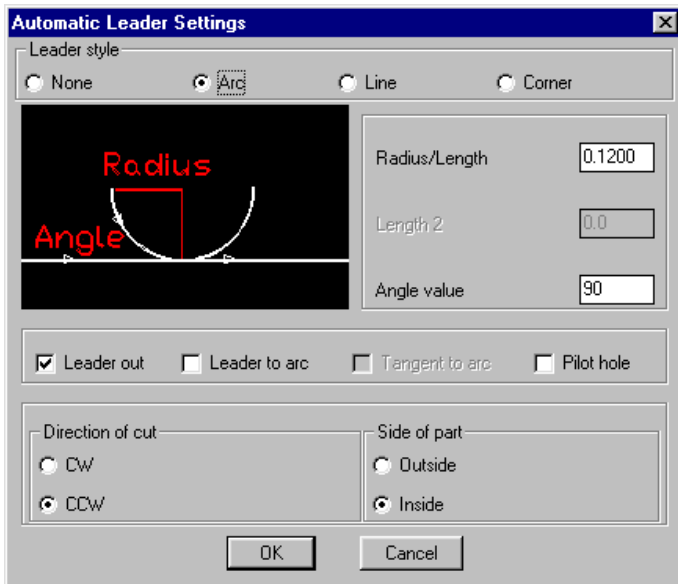 Automatic Leader Settings
Leader style
None Arc Line Corner
Radius
Angle
Radius/Length 0.1200
Length 2 0.0
Angle value 90
Leader out Leader to arc Tangent to arc Pilot hole
Direction of cut
CW
CCW
Side of part
Outside
Inside
OK Cancel